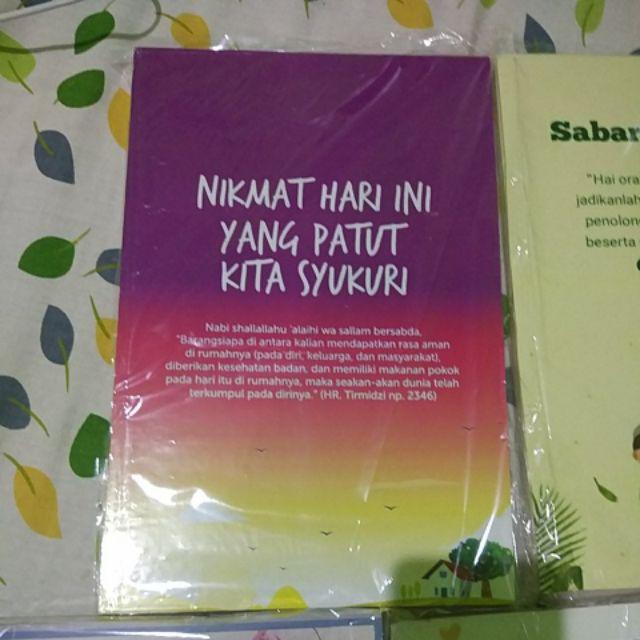 NIKMAT HARI INI
YANG PATUT
KITA SYUKURI
Nabi shallallahu 'alaihi wa sallam bersabda,
"Barangsiapa di antara kalian mendapatkan rasa aman
di rumahnya (pada diri, keluarga, dan masyarakat),
diberikan kesehatan badan, dan memiliki makanan pokok
pada hari itu di rumahnya, maka seakan-akan dunia telah
terkumpul pada dirinya." (HR. Tirmidzi np. 2346)
Sabar
"Hai ora
jadikanlah
penolon
beserta